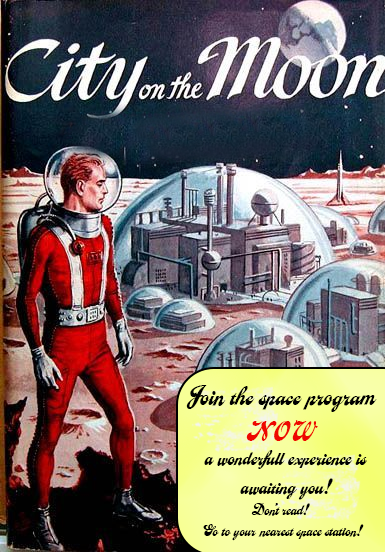 City on the Moon
Join the space program
NOW
a wonderfull experience is
awaiting you!
Don't read!
Go to your nearest space station!